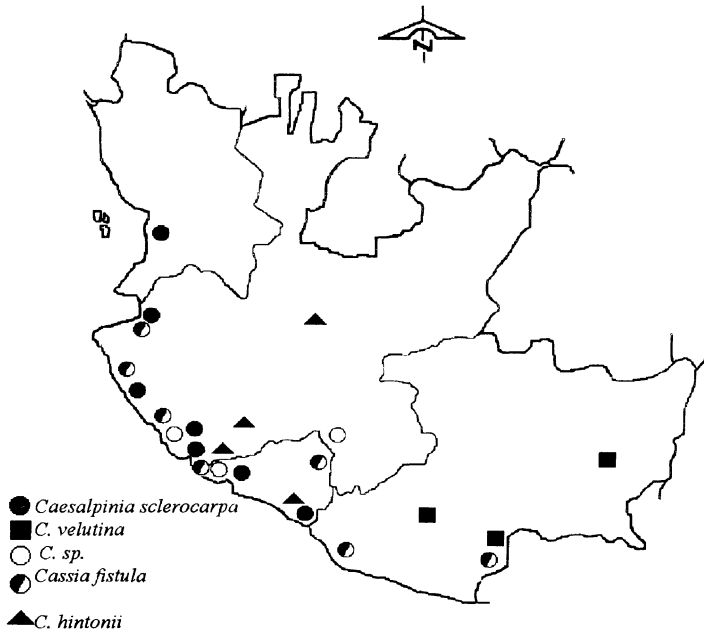 N
Caesalpinia sclerocarpa
C. velutina
C. sp.
Cassia fistula
C. hintonii